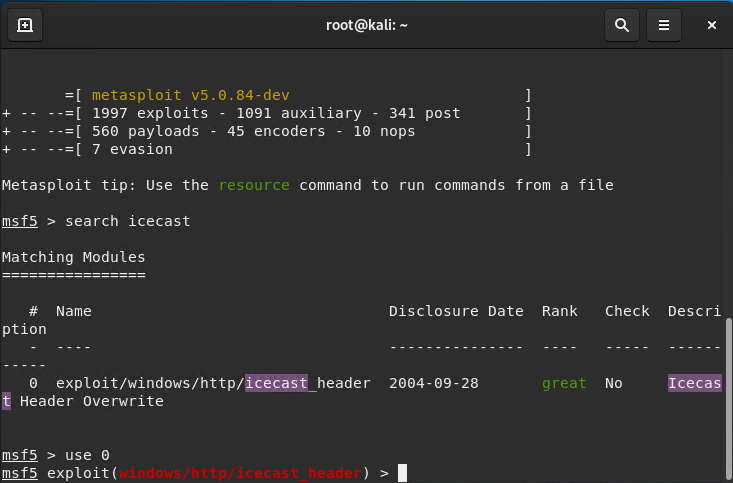 root@kali: ~
=[ metasploit v5.0.84-dev ]
+ -- --=[ 1997 exploits - 1091 auxiliary - 341 post ]
+ -- --=[ 560 payloads - 45 encoders - 10 nops ]
+ -- --=[ 7 evasion ]
Metasploit tip: Use the resource command to run commands from a file
msf5 > search icecast
Matching Modules
================
#  Name  Disclosure Date  Rank  Check  Descri
ption
-  ----  ---------------  ----  -----  ------
-----
0  exploit/windows/http/icecast_header  2004-09-28  great  No  Icecas
t Header Overwrite
msf5 > use 0
msf5 exploit(windows/http/icecast_header) >